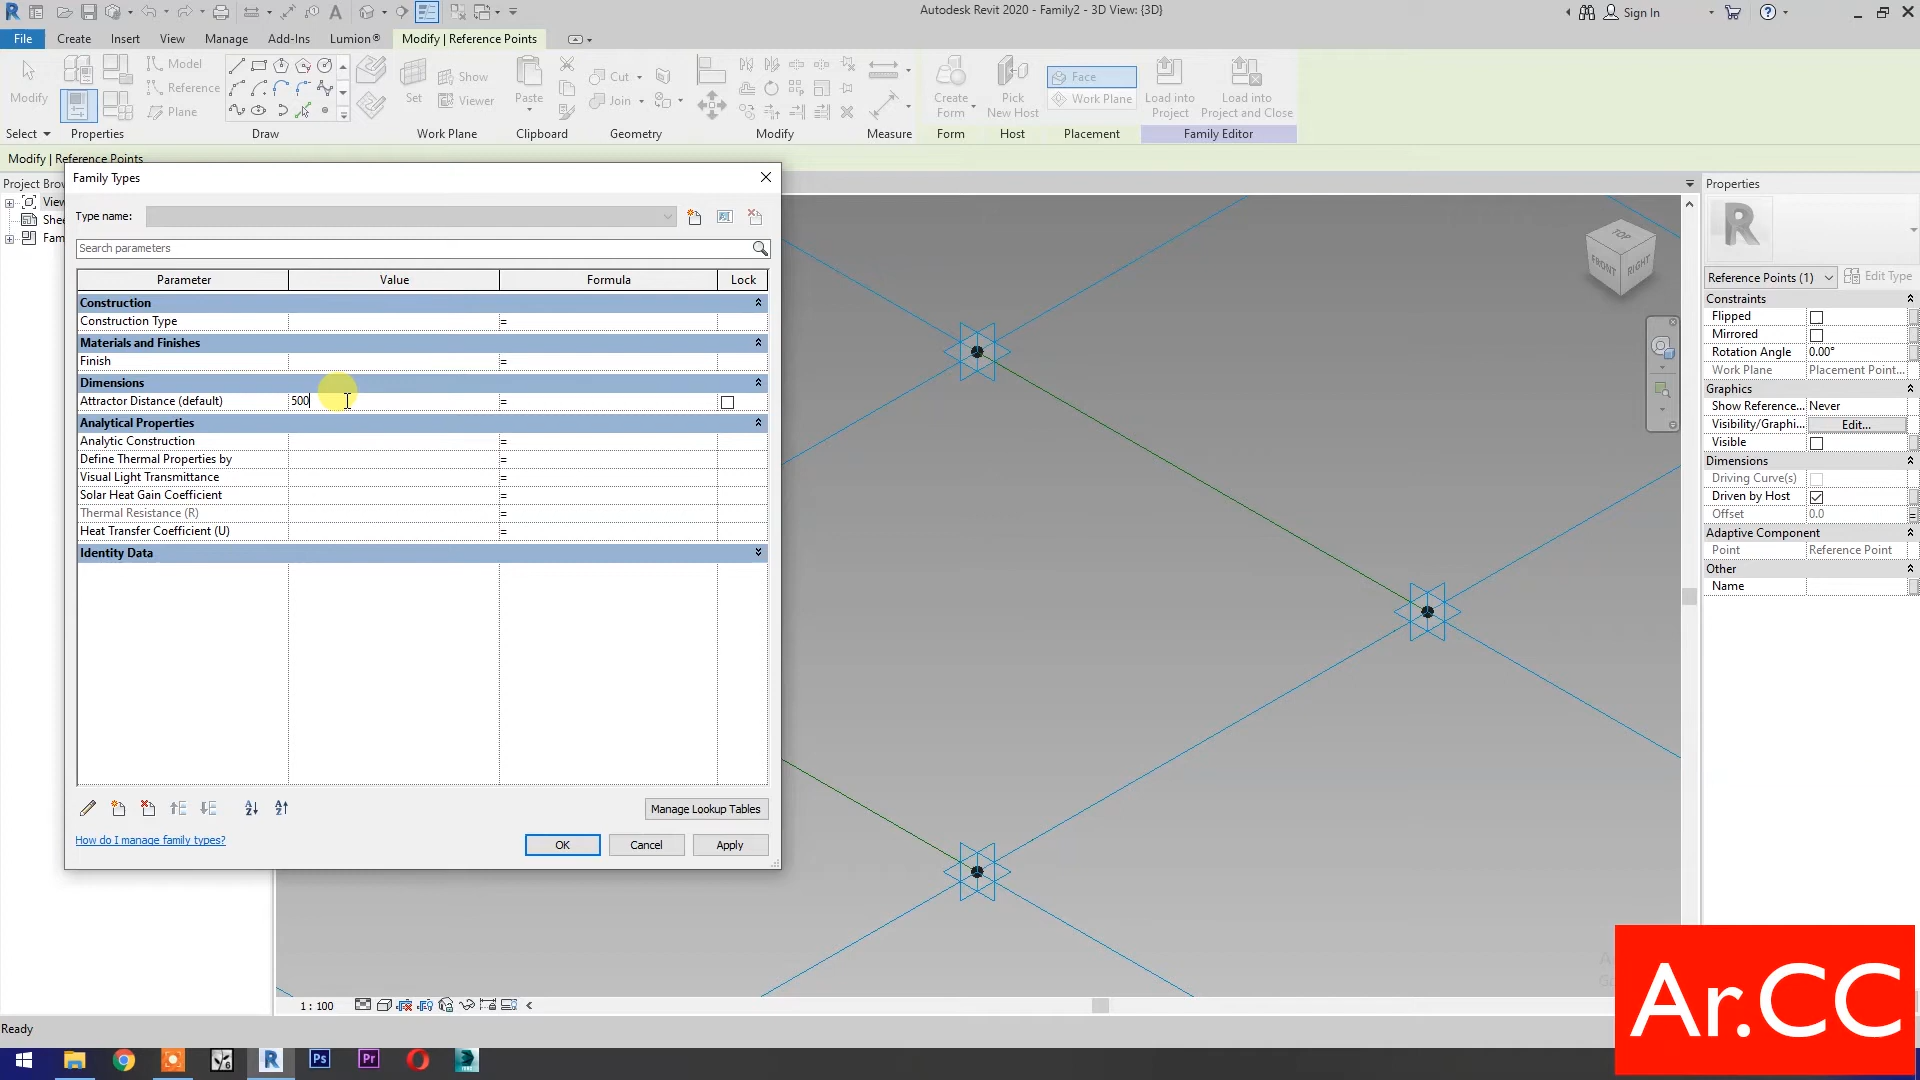 Autodesk Revit 2020 - Family2 - 3D View: {3D}
Sign In
File Create Insert View Manage Add-Ins Lumion® Modify | Reference Points
Modify
Model
Reference
Plane
Set
Show
Viewer
Paste
Cut
Join
Create Form
Pick New Host
Face
Work Plane
Load into Project
Load into Project and Close
Select Properties Draw Work Plane Clipboard Geometry Modify Measure Form Host Placement Family Editor
Modify | Reference Points
Project Brow
View
Shee
Fam
Family Types
Type name:
Search parameters
Parameter Value Formula Lock
Construction
Construction Type =
Materials and Finishes
Finish =
Dimensions
Attractor Distance (default) 500 =
Analytical Properties
Analytic Construction =
Define Thermal Properties by =
Visual Light Transmittance =
Solar Heat Gain Coefficient =
Thermal Resistance (R) =
Heat Transfer Coefficient (U) =
Identity Data
Manage Lookup Tables
How do I manage family types?
OK Cancel Apply
TOP
FRONT
RIGHT
Properties
Reference Points (1) Edit Type
Constraints
Flipped
Mirrored
Rotation Angle 0.00°
Work Plane Placement Point...
Graphics
Show Reference... Never
Visibility/Graphi... Edit...
Visible
Dimensions
Driving Curve(s)
Driven by Host
Offset 0.0
Adaptive Component
Point Reference Point
Other
Name
1 : 100
Ready
Ar.CC